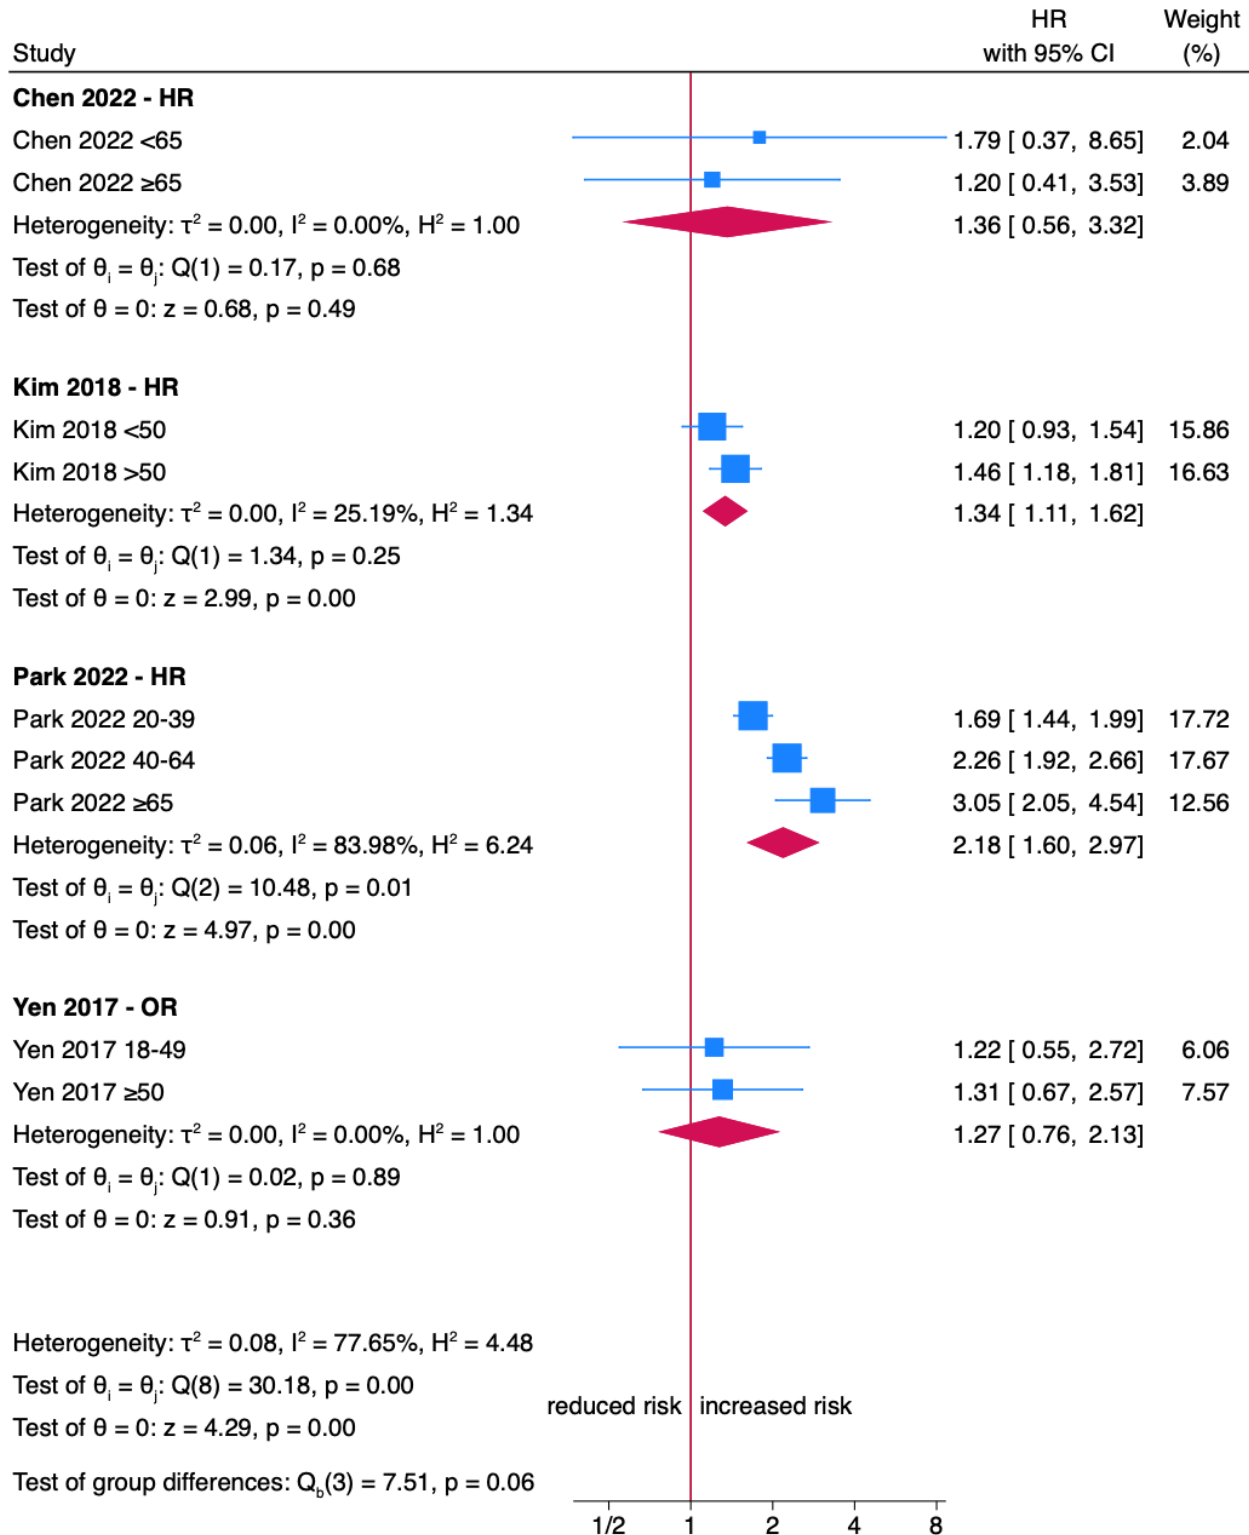 HR Weight
Study with 95% CI (%)
Chen 2022 - HR
Chen 2022 <65 1.79 [ 0.37, 8.65] 2.04
Chen 2022 ≥65 1.20 [ 0.41, 3.53] 3.89
Heterogeneity: τ² = 0.00, I² = 0.00%, H² = 1.00 1.36 [ 0.56, 3.32]
Test of θᵢ = θⱼ: Q(1) = 0.17, p = 0.68
Test of θ = 0: z = 0.68, p = 0.49
Kim 2018 - HR
Kim 2018 <50 1.20 [ 0.93, 1.54] 15.86
Kim 2018 >50 1.46 [ 1.18, 1.81] 16.63
Heterogeneity: τ² = 0.00, I² = 25.19%, H² = 1.34 1.34 [ 1.11, 1.62]
Test of θᵢ = θⱼ: Q(1) = 1.34, p = 0.25
Test of θ = 0: z = 2.99, p = 0.00
Park 2022 - HR
Park 2022 20-39 1.69 [ 1.44, 1.99] 17.72
Park 2022 40-64 2.26 [ 1.92, 2.66] 17.67
Park 2022 ≥65 3.05 [ 2.05, 4.54] 12.56
Heterogeneity: τ² = 0.06, I² = 83.98%, H² = 6.24 2.18 [ 1.60, 2.97]
Test of θᵢ = θⱼ: Q(2) = 10.48, p = 0.01
Test of θ = 0: z = 4.97, p = 0.00
Yen 2017 - OR
Yen 2017 18-49 1.22 [ 0.55, 2.72] 6.06
Yen 2017 ≥50 1.31 [ 0.67, 2.57] 7.57
Heterogeneity: τ² = 0.00, I² = 0.00%, H² = 1.00 1.27 [ 0.76, 2.13]
Test of θᵢ = θⱼ: Q(1) = 0.02, p = 0.89
Test of θ = 0: z = 0.91, p = 0.36
Heterogeneity: τ² = 0.08, I² = 77.65%, H² = 4.48
Test of θᵢ = θⱼ: Q(8) = 30.18, p = 0.00
reduced risk increased risk
Test of θ = 0: z = 4.29, p = 0.00
Test of group differences: Q_b(3) = 7.51, p = 0.06
1/2 1 2 4 8